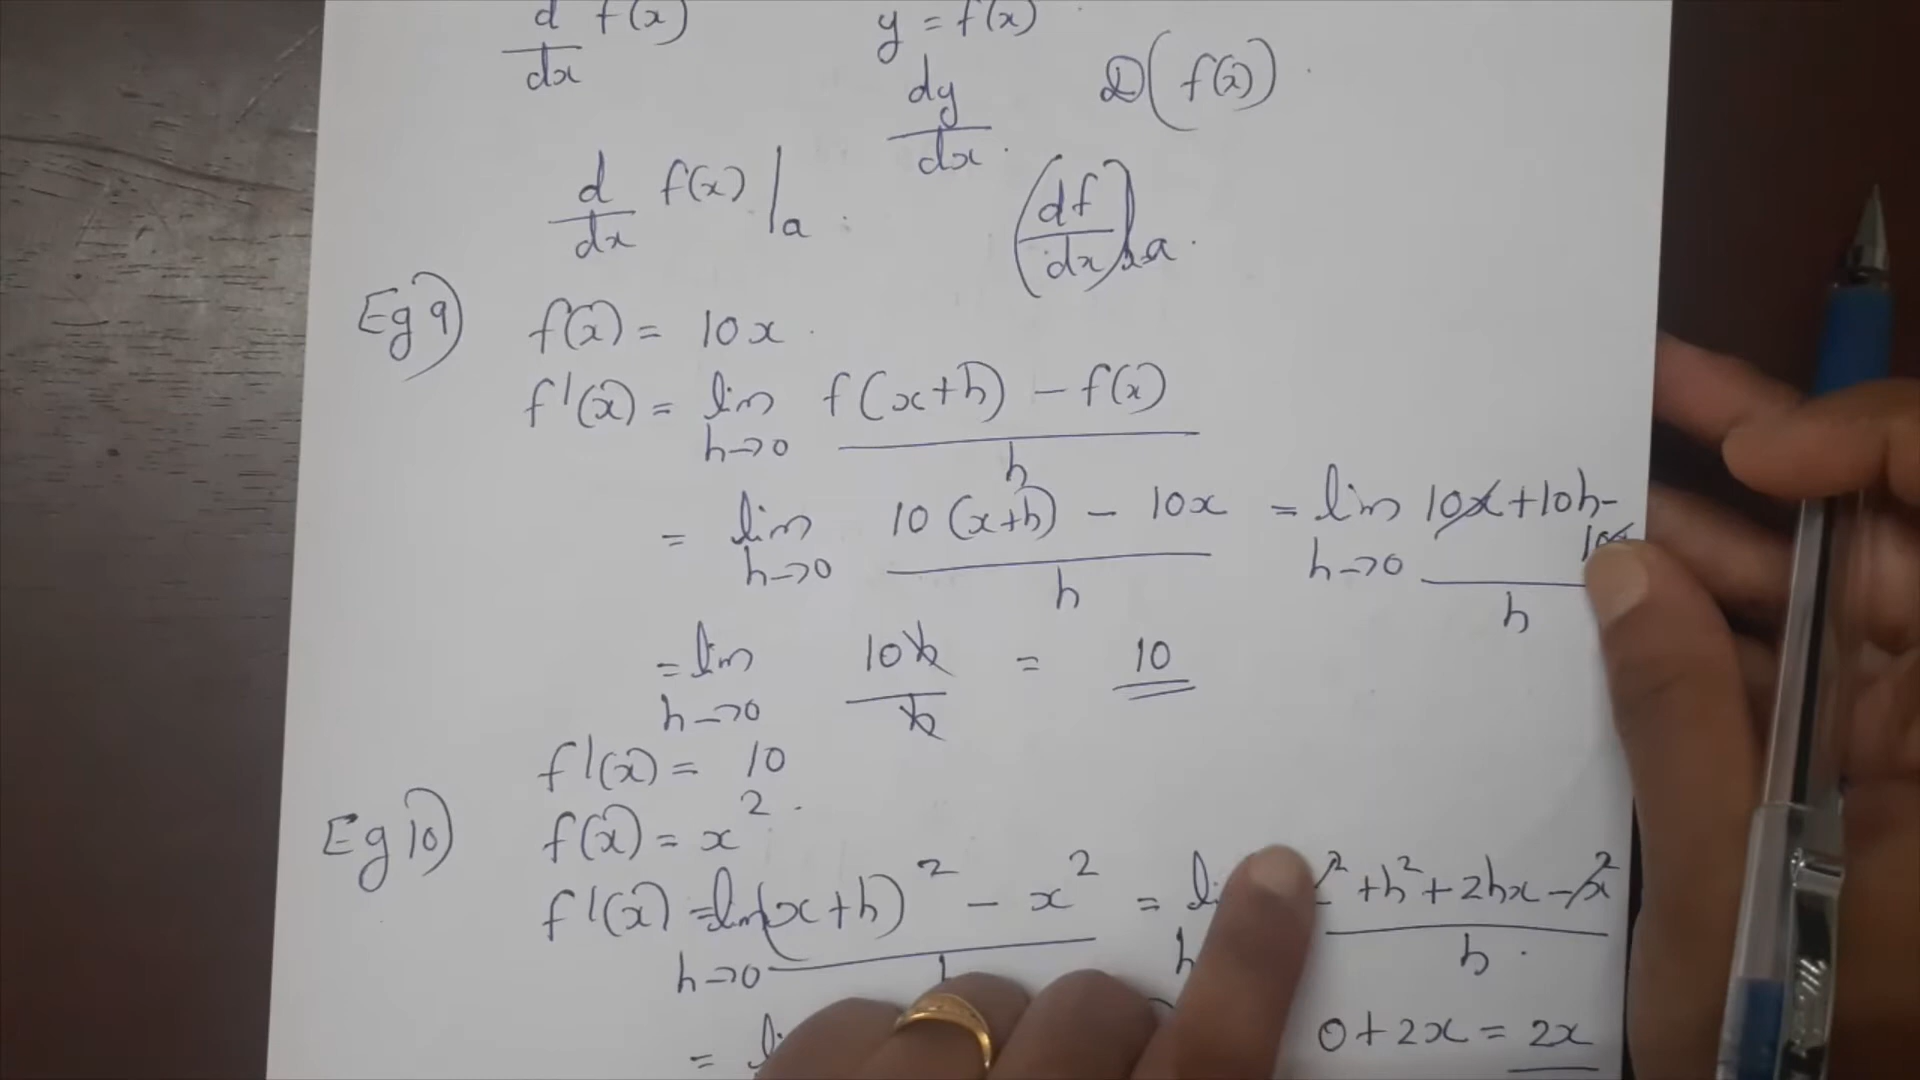 d/dx f(x)    y = f(x)
dy/dx .    D(f(x)) .
d/dx f(x) |a    (df/dx)a .
Eg 9) f(x) = 10x .
f'(x) = lim h→0 f(x+h) - f(x) / h
= lim h→0 10(x+h) - 10x / h = lim h→0 10x+10h- / h
= lim h→0 10h / h = 10
f'(x) = 10
Eg 10) f(x) = x² .
f'(x) = lim h→0 (x+h)² - x² = h ² + h² + 2hx - x² / h .
= 0 + 2x = 2x